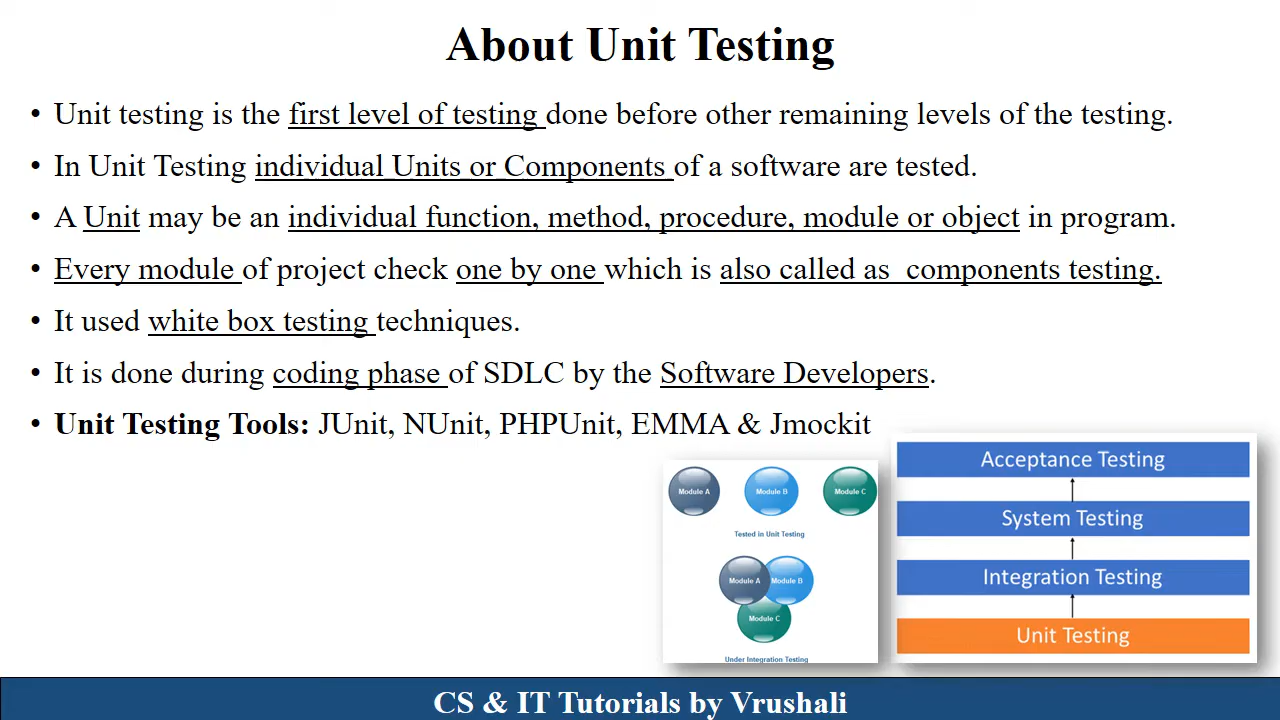 About Unit Testing
• Unit testing is the first level of testing done before other remaining levels of the testing.
• In Unit Testing individual Units or Components of a software are tested.
• A Unit may be an individual function, method, procedure, module or object in program.
• Every module of project check one by one which is also called as  components testing.
• It used white box testing techniques.
• It is done during coding phase of SDLC by the Software Developers.
• Unit Testing Tools: JUnit, NUnit, PHPUnit, EMMA & Jmockit
Module A Module B Module C
Tested in Unit Testing
Module A Module B
Module C
Under Integration Testing
Acceptance Testing
System Testing
Integration Testing
Unit Testing
CS & IT Tutorials by Vrushali